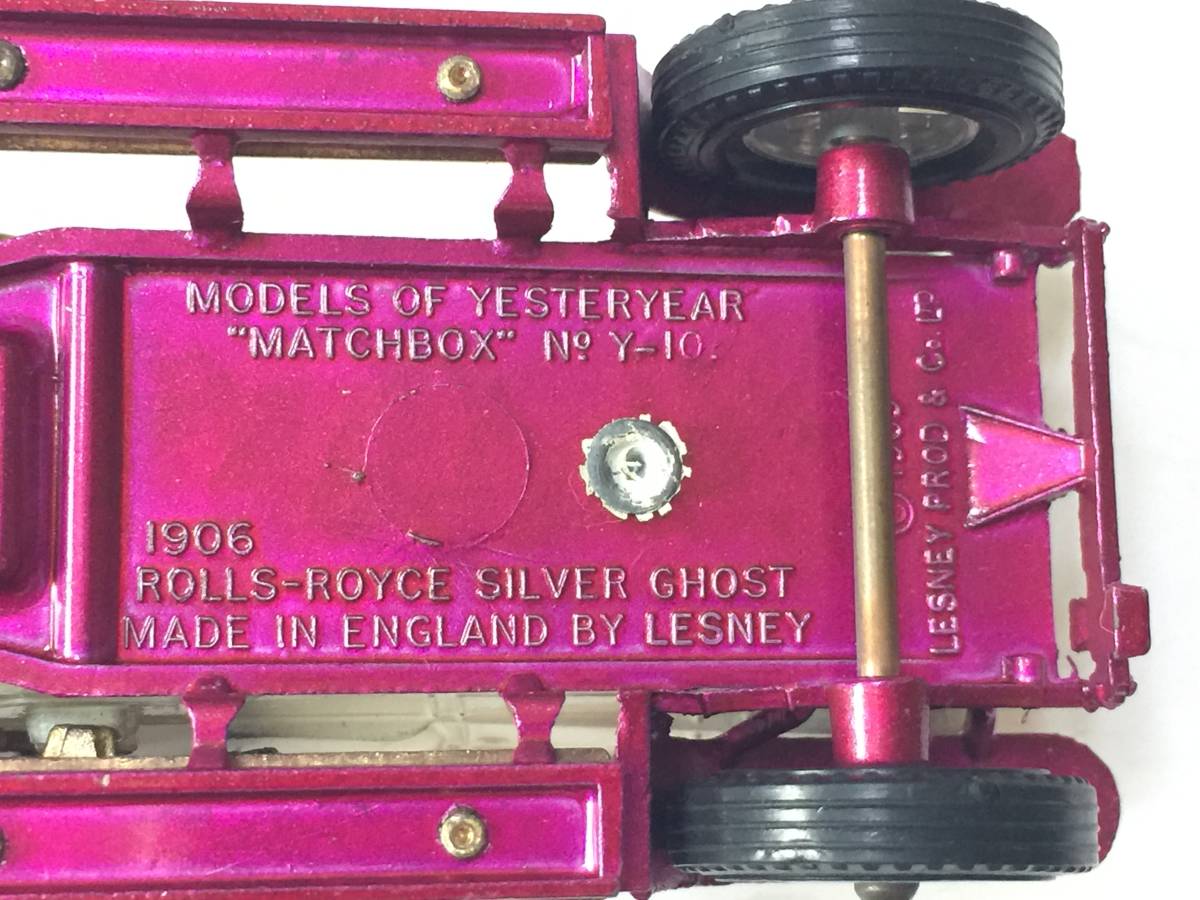 MODELS OF YESTERYEAR
"MATCHBOX" Nº Y-10.
1906
ROLLS-ROYCE SILVER GHOST
MADE IN ENGLAND BY LESNEY
©
LESNEY PROD & Co. LTD